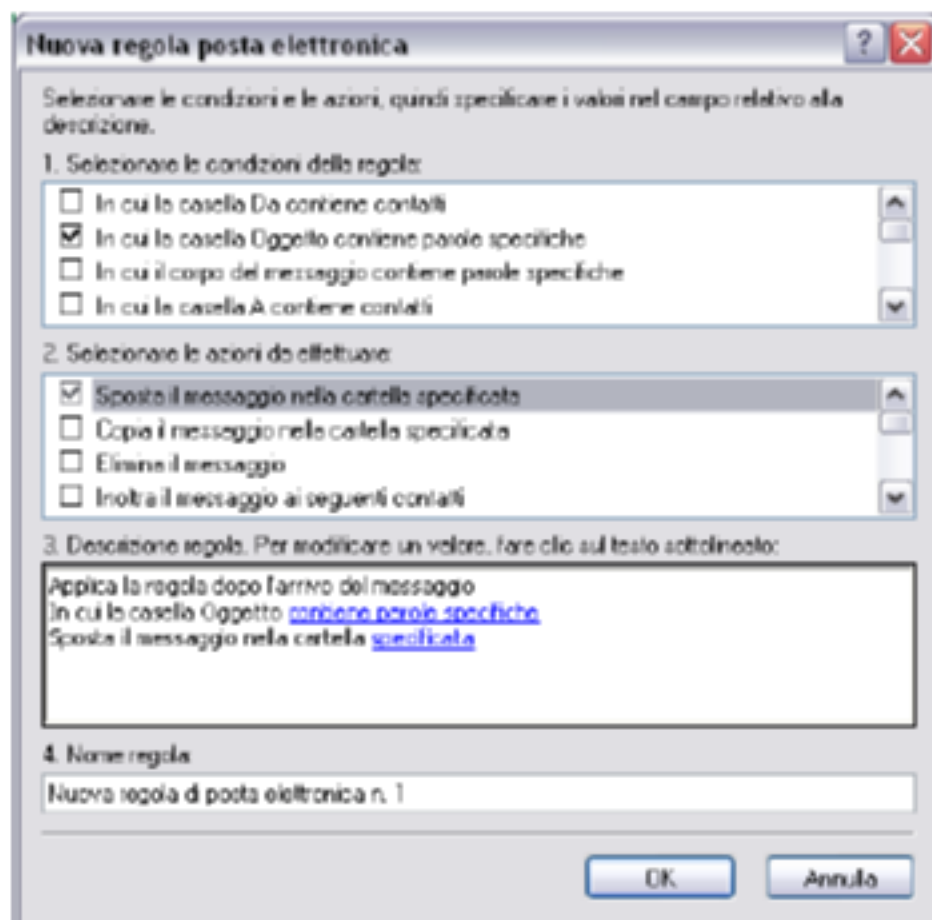 Nuova regola posta elettronica
Selezionare le condizioni e le azioni, quindi specificare i valori nel campo relativo alla
descrizione.
1. Selezionare le condizioni della regola:
In cui la casella Da contiene contatti
In cui la casella Oggetto contiene parole specifiche
In cui il corpo del messaggio contiene parole specifiche
In cui la casella A contiene contatti
2. Selezionare le azioni da effettuare:
Sposta il messaggio nella cartella specificata
Copia il messaggio nella cartella specificata
Elimina il messaggio
Inoltra il messaggio ai seguenti contatti
3. Descrizione regola. Per modificare un valore, fare clic sul testo sottolineato:
Applica la regola dopo l'arrivo del messaggio
In cui la casella Oggetto contiene parole specifiche
Sposta il messaggio nella cartella specificata
4. Nome regola:
Nuova regola di posta elettronica n. 1
OK Annulla